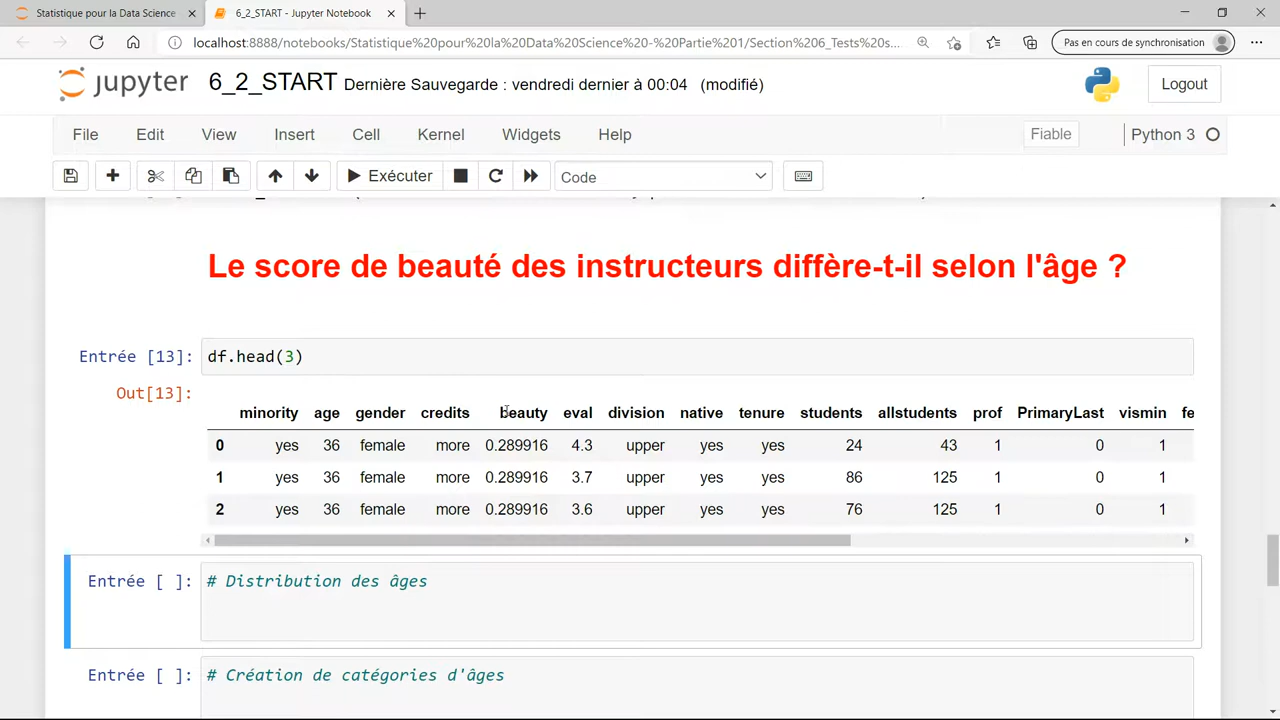 Statistique pour la Data Science
6_2_START - Jupyter Notebook
localhost:8888/notebooks/Statistique%20pour%20la%20Data%20Science%20-%20Partie%201/Section%206_Tests%20s...
Pas en cours de synchronisation
jupyter 6_2_START Dernière Sauvegarde : vendredi dernier à 00:04 (modifié)
Logout
File Edit View Insert Cell Kernel Widgets Help
Fiable
Python 3
Exécuter
Code
Le score de beauté des instructeurs diffère-t-il selon l'âge ?
Entrée [13]: df.head(3)
Out[13]:
minority age gender credits beauty eval division native tenure students allstudents prof PrimaryLast vismin fe
0 yes 36 female more 0.289916 4.3 upper yes yes 24 43 1 0 1
1 yes 36 female more 0.289916 3.7 upper yes yes 86 125 1 0 1
2 yes 36 female more 0.289916 3.6 upper yes yes 76 125 1 0 1
Entrée [ ]: # Distribution des âges
Entrée [ ]: # Création de catégories d'âges